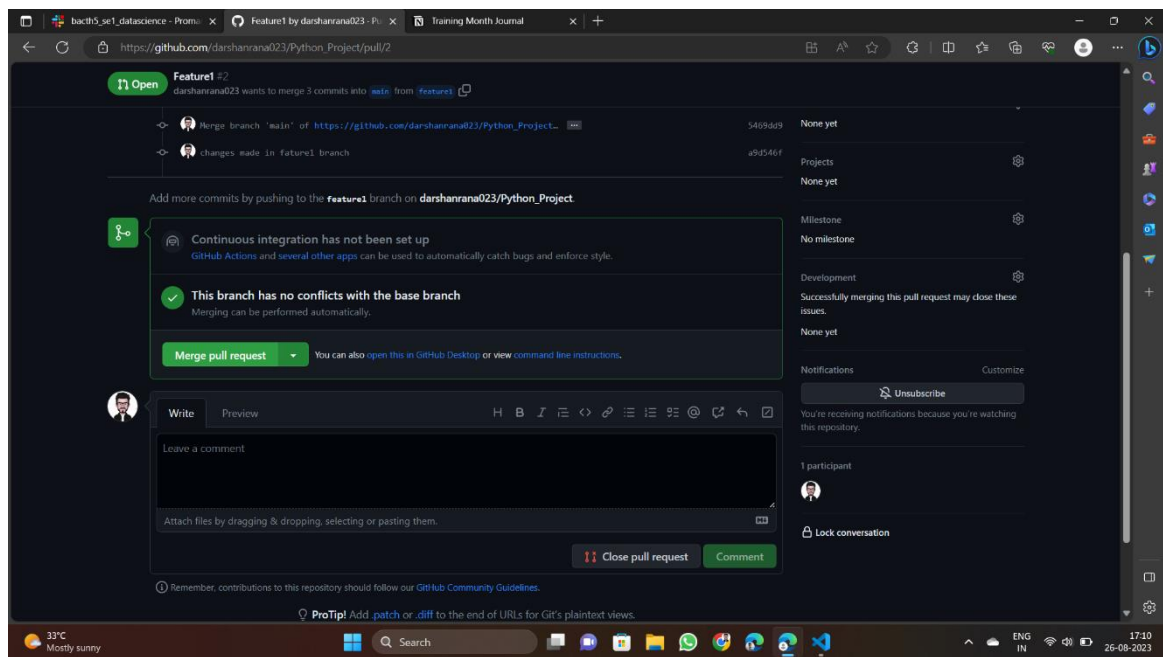 bacth5_se1_datascience - Proma
Feature1 by darshanrana023 · Pu
Training Month Journal
https://github.com/darshanrana023/Python_Project/pull/2
Open
Feature1 #2
darshanrana023 wants to merge 3 commits into main from feature1
Merge branch 'main' of https://github.com/darshanrana023/Python_Project…
5469dd9
changes made in fature1 branch
a9d546f
Add more commits by pushing to the feature1 branch on darshanrana023/Python_Project.
Continuous integration has not been set up
GitHub Actions and several other apps can be used to automatically catch bugs and enforce style.
This branch has no conflicts with the base branch
Merging can be performed automatically.
Merge pull request
You can also open this in GitHub Desktop or view command line instructions.
Write
Preview
Leave a comment
Attach files by dragging & dropping, selecting or pasting them.
Close pull request
Comment
Remember, contributions to this repository should follow our GitHub Community Guidelines.
ProTip! Add .patch or .diff to the end of URLs for Git's plaintext views.
None yet
Projects
None yet
Milestone
No milestone
Development
Successfully merging this pull request may close these
issues.
None yet
Notifications
Customize
Unsubscribe
You're receiving notifications because you're watching
this repository.
1 participant
Lock conversation
33°C
Mostly sunny
Search
ENG
IN
17:10
26-08-2023